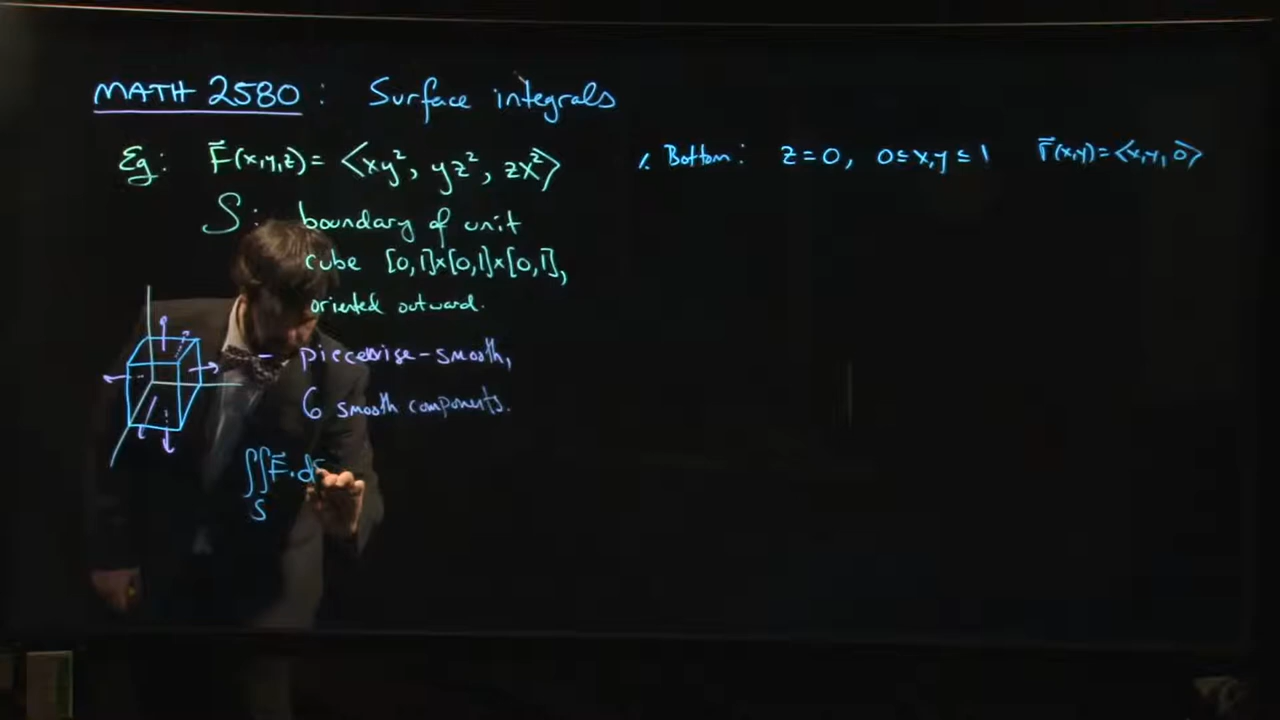 MATH 2580 : Surface integrals
Eg: F⃗(x,y,z) = ⟨xy², yz², zx²⟩
S: boundary of unit
cube [0,1]×[0,1]×[0,1],
oriented outward.
– piecewise-smooth,
6 smooth components.
∬F⃗·dS
S
1. Bottom: z=0, 0≤x,y≤1 r⃗(x,y)=⟨x,y,0⟩